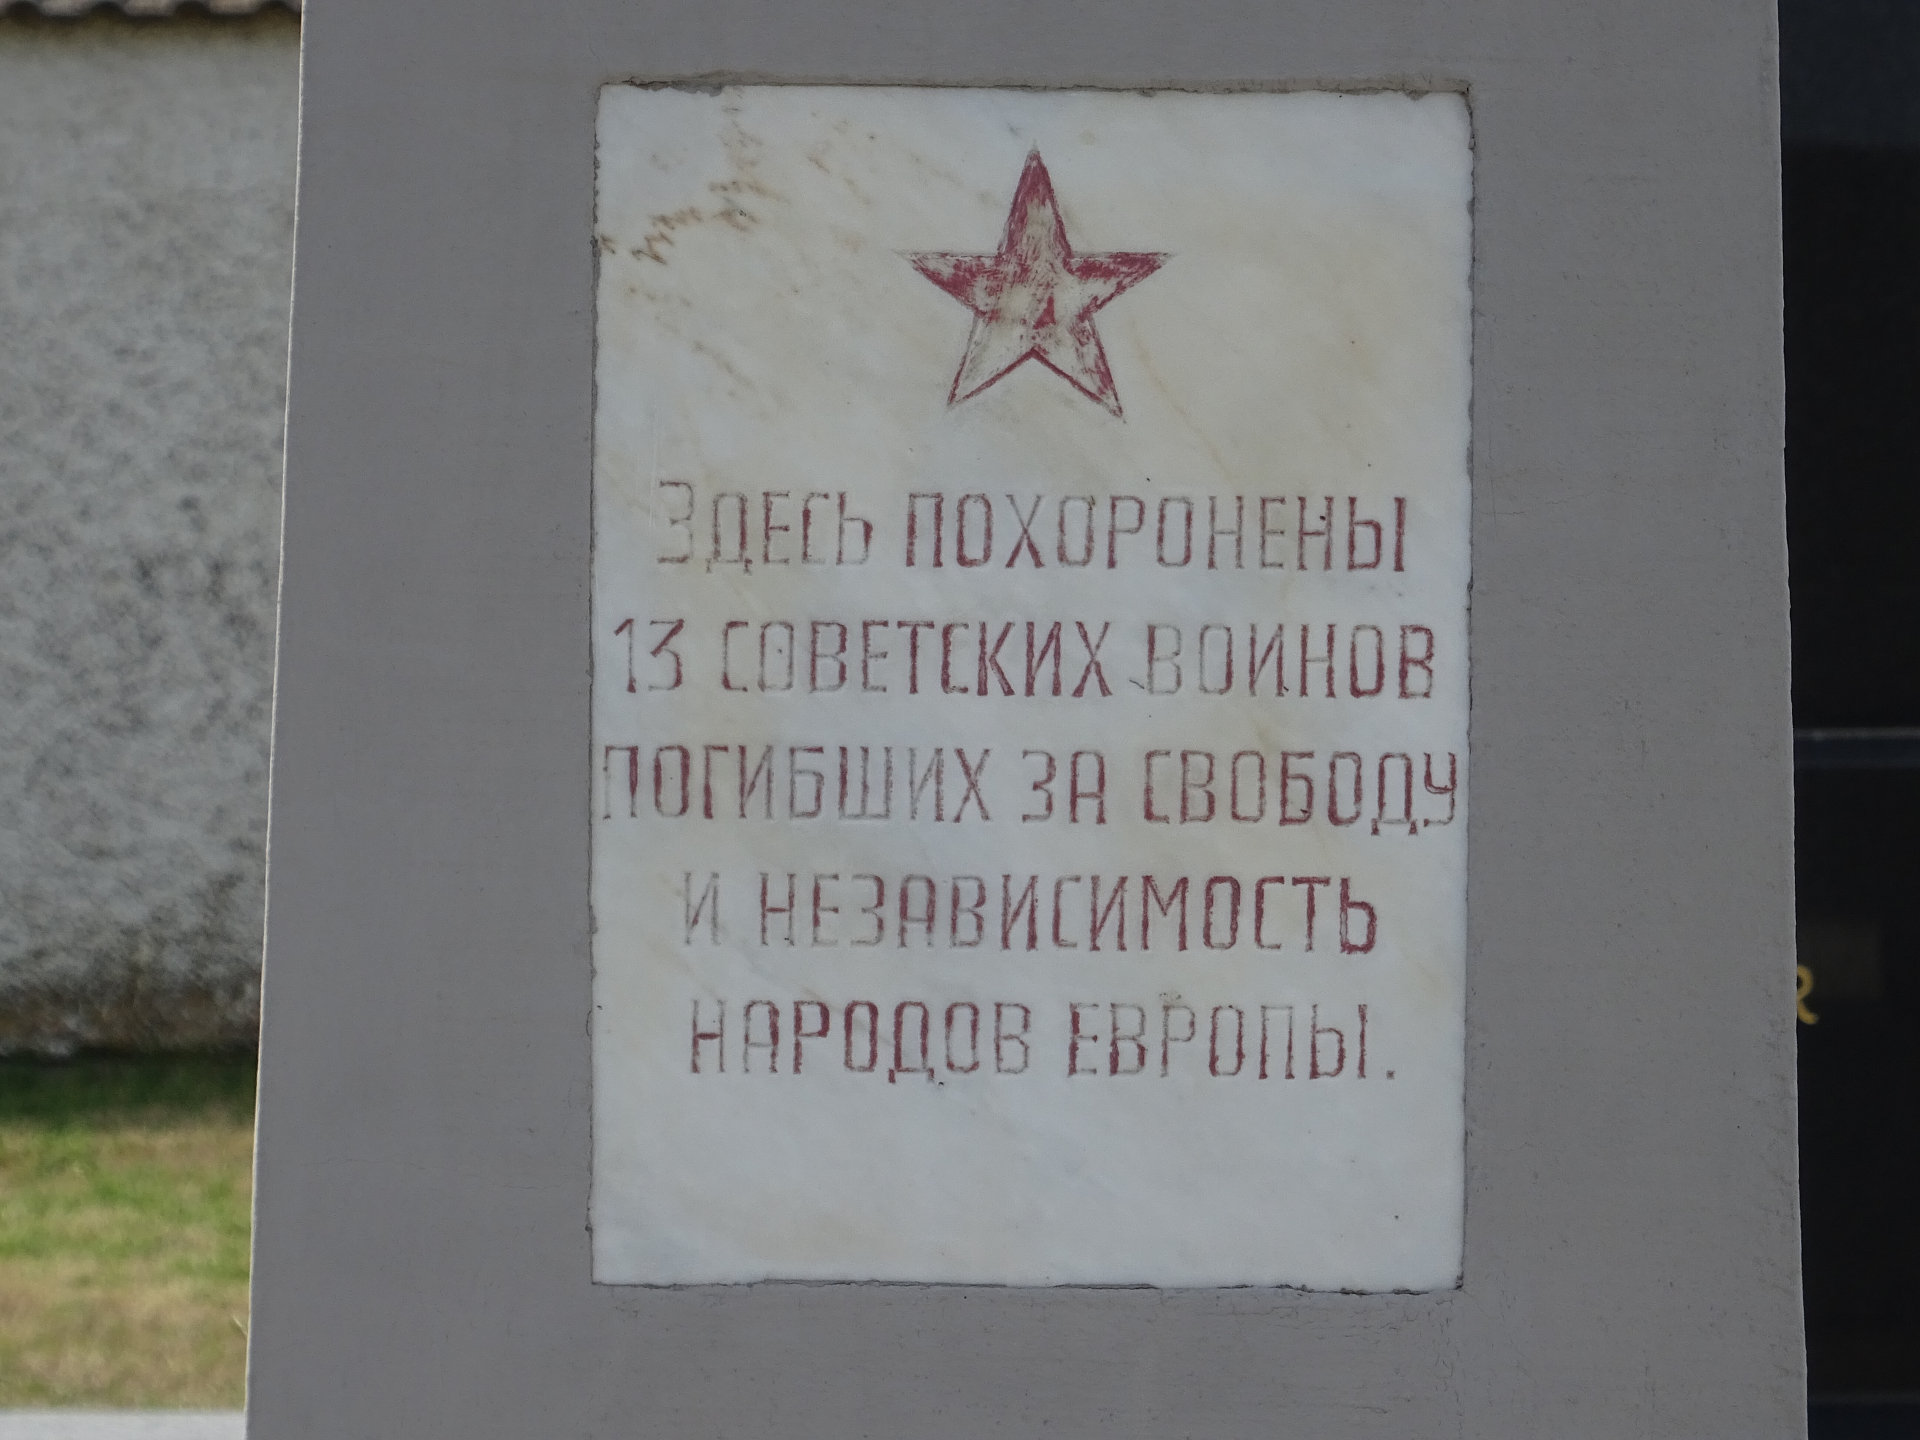 ЗДЕСЬ ПОХОРОНЕНЫ
13 СОВЕТСКИХ ВОИНОВ
ПОГИБШИХ ЗА СВОБОДУ
И НЕЗАВИСИМОСТЬ
НАРОДОВ ЕВРОПЫ.